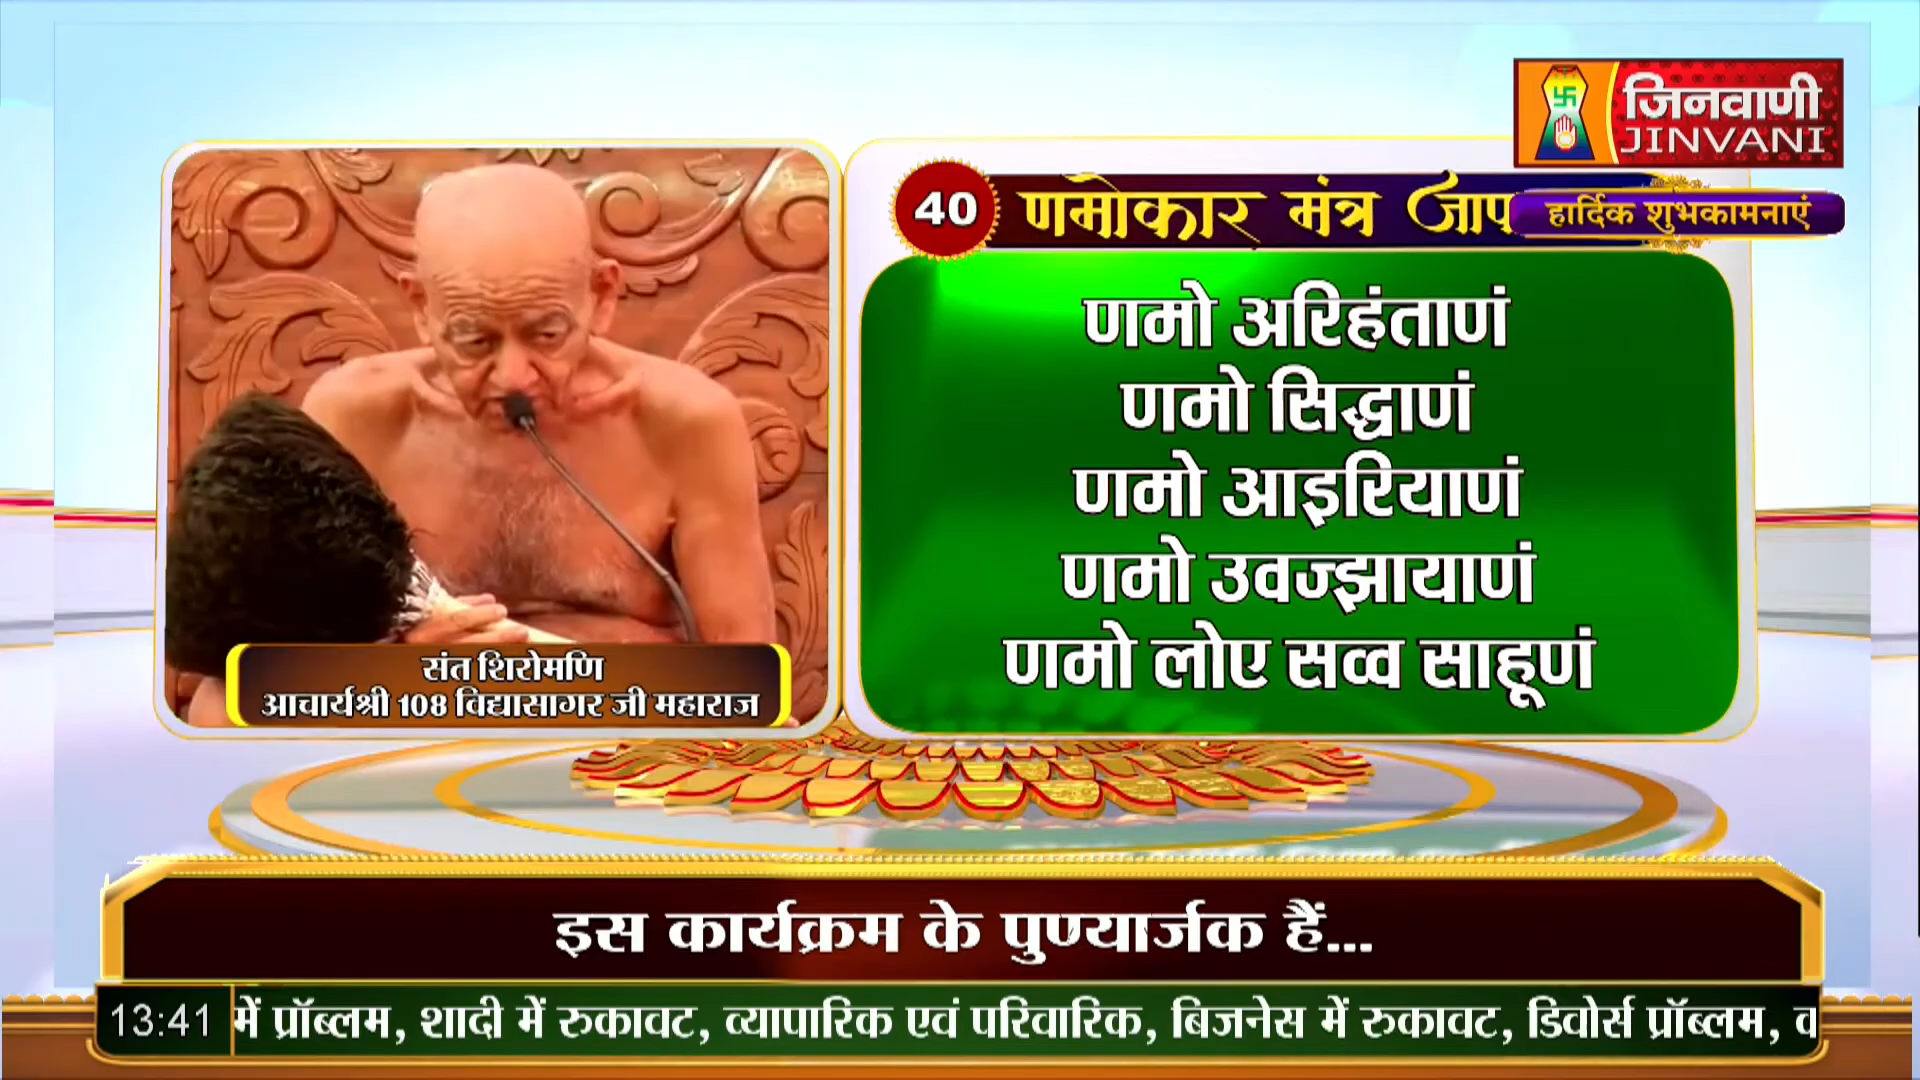 जिनवाणी
JINVANI
40 णमोकार मंत्र जाप
हार्दिक शुभकामनाएं
णमो अरिहंताणं
णमो सिद्धाणं
णमो आइरियाणं
णमो उवज्झायाणं
णमो लोए सव्व साहूणं
संत शिरोमणि
आचार्यश्री 108 विद्यासागर जी महाराज
इस कार्यक्रम के पुण्यार्जक हैं...
13:41 में प्रॉब्लम, शादी में रुकावट, व्यापारिक एवं परिवारिक, बिजनेस में रुकावट, डिवोर्स प्रॉब्लम,